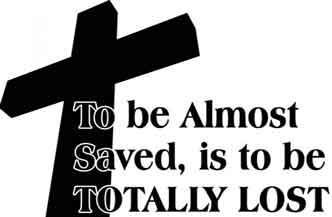 To be Almost
Saved, is to be
TOTALLY LOST